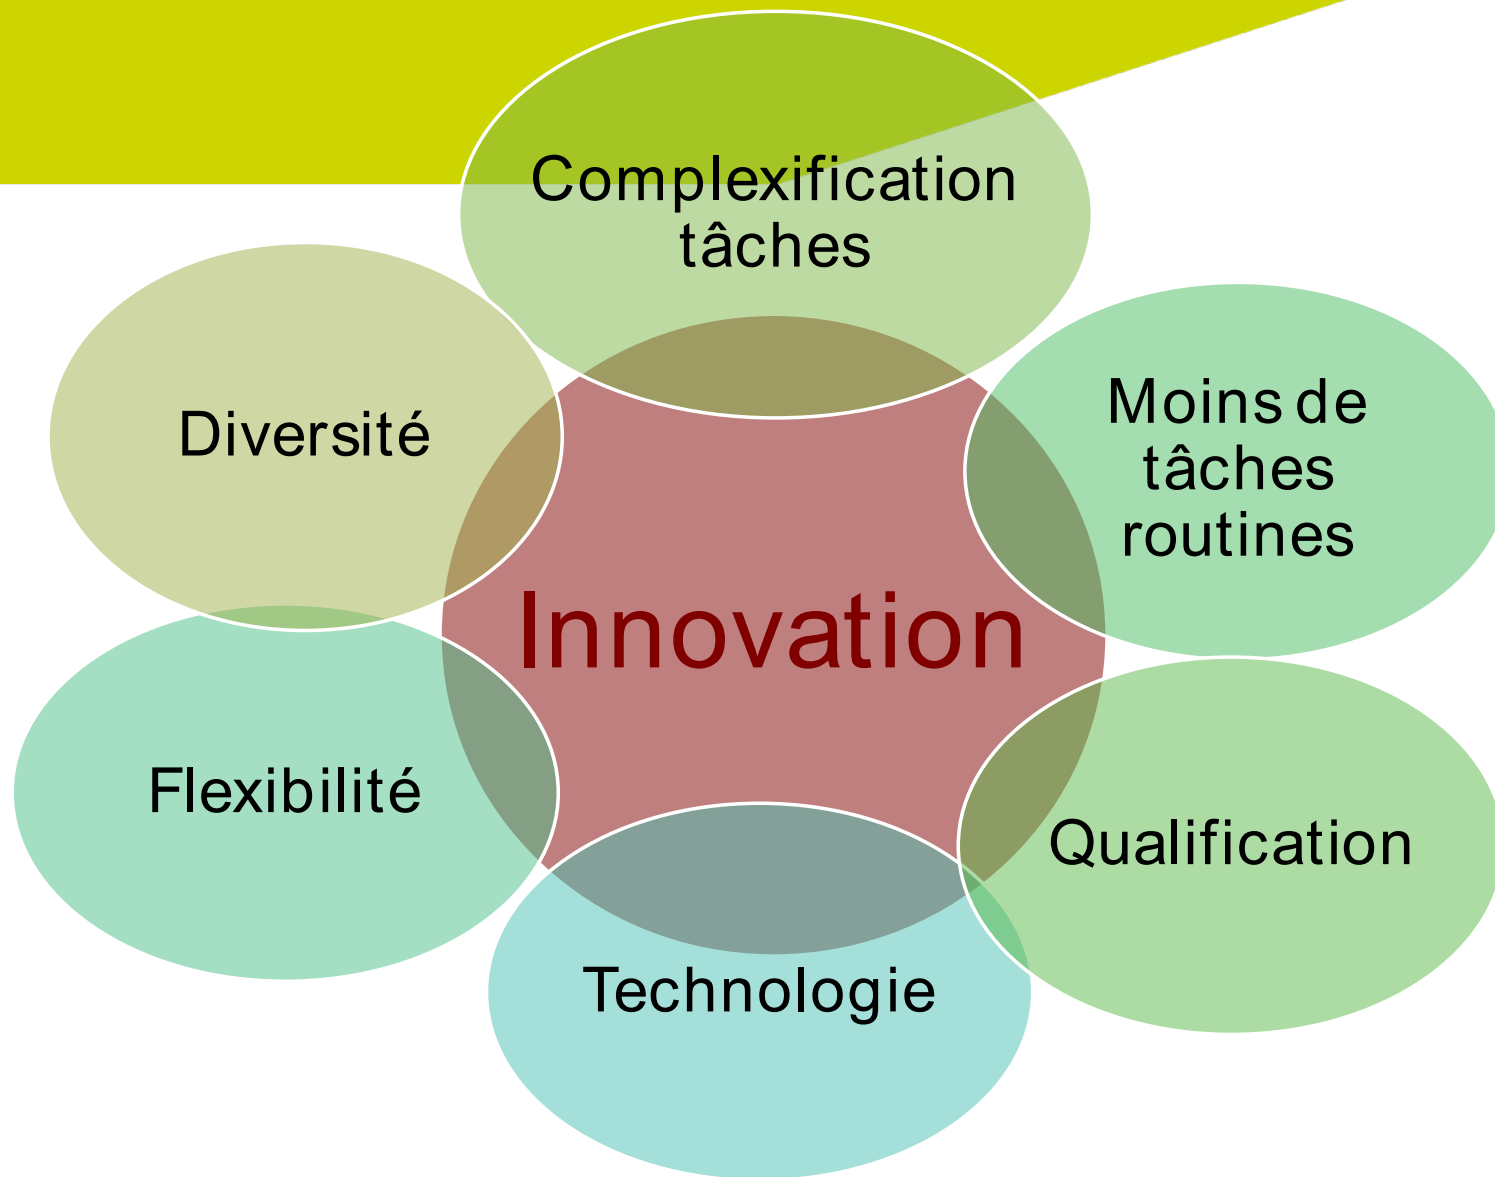 Complexification
tâches
Diversité
Moins de
tâches
routines
Innovation
Flexibilité
Qualification
Technologie